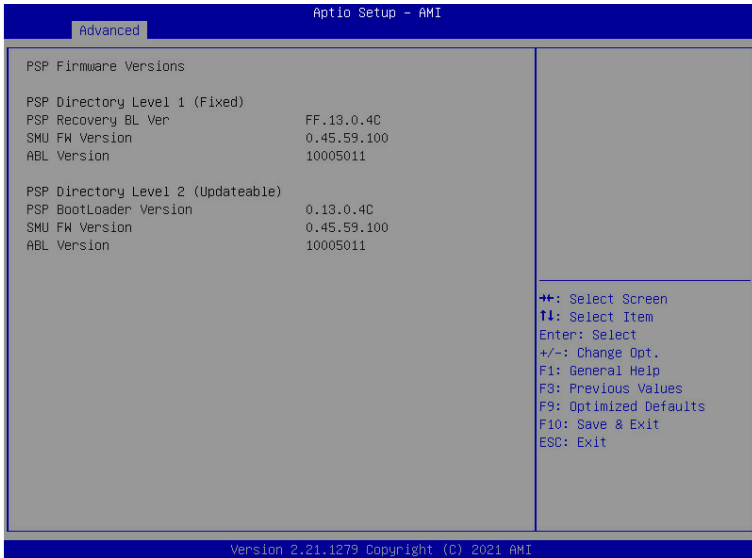 Aptio Setup – AMI
Advanced
PSP Firmware Versions
PSP Directory Level 1 (Fixed)
PSP Recovery BL Ver FF.13.0.4C
SMU FW Version 0.45.59.100
ABL Version 10005011
PSP Directory Level 2 (Updateable)
PSP BootLoader Version 0.13.0.4C
SMU FW Version 0.45.59.100
ABL Version 10005011
→←: Select Screen
↑↓: Select Item
Enter: Select
+/-: Change Opt.
F1: General Help
F3: Previous Values
F9: Optimized Defaults
F10: Save & Exit
ESC: Exit
Version 2.21.1279 Copyright (C) 2021 AMI